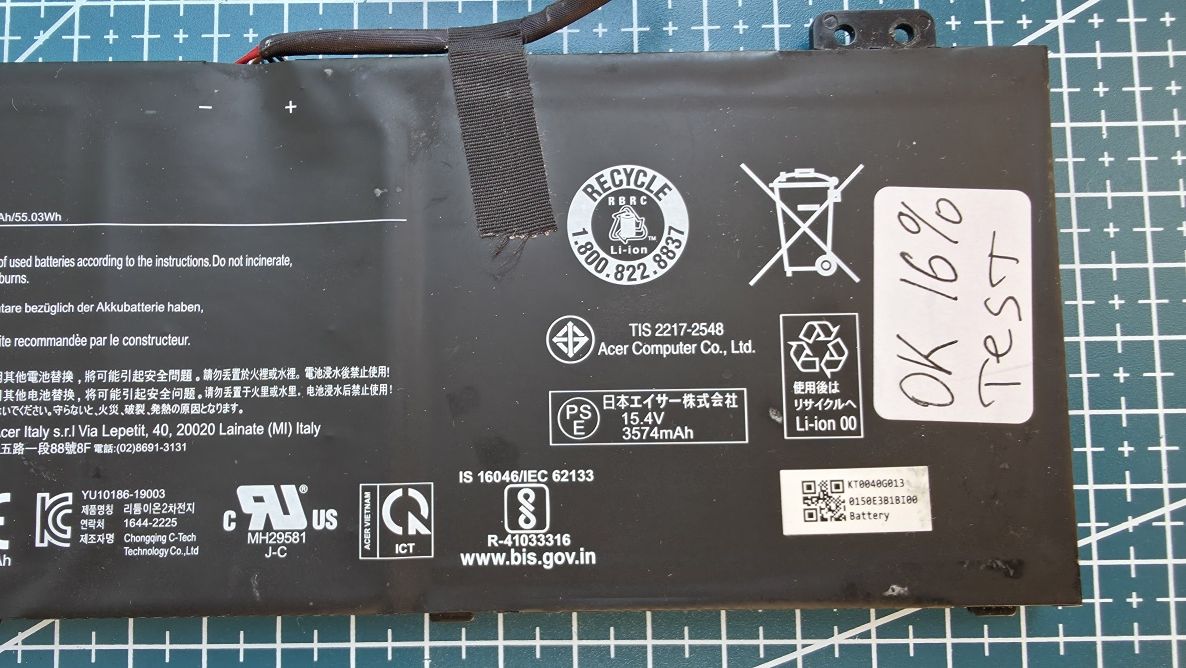 − +
Ah/55.03Wh
of used batteries according to the instructions.Do not incinerate,
burns.
ntare bezüglich der Akkubatterie haben,
ite recommandèe par le constructeur.
用其他電池替換，將可能引起安全問題。請勿丟置於火裡或水裡。電池浸水後禁止使用!
用其他电池替换，将可能引起安全问题。请勿丢置于火里或水里。电池浸水后禁止使用!
ないでください。守らないと、火災、破裂、発熱の原因となります。
Acer Italy s.r.l Via Lepetit, 40, 20020 Lainate (MI) Italy
五路一段88號8F 電話:(02)8691-3131
YU10186-19003
제품명칭 리튬이온2차전지
연락처 1644-2225
제조자명 Chongqing C-Tech
Technology Co.,Ltd
Ah
c UR ® US
MH29581
J-C
ACER VIETNAM
ICT
IS 16046/IEC 62133
R-41033316
www.bis.gov.in
RECYCLE
RBRC
Li-ion
TM
1.800.822.8837
TIS 2217-2548
Acer Computer Co., Ltd.
PS
E
日本エイサー株式会社
15.4V
3574mAh
使用後は
リサイクルへ
Li-ion 00
KT0040G013
0150E3B1BI00
Battery
OK 16%
TEST